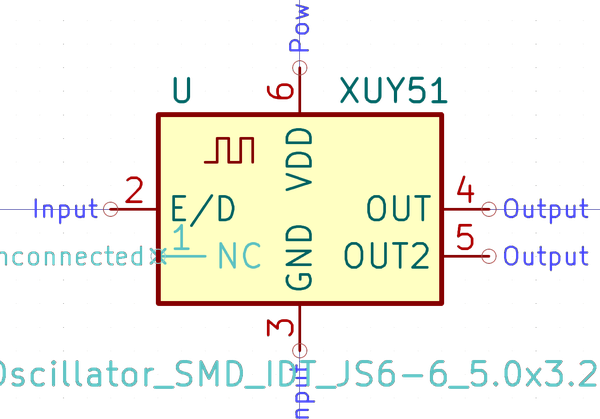 Pow
U
XUY51
6
VDD
2
4
Input
E/D
OUT
Output
1
5
nconnected
NC
GND
OUT2
Output
3
Oscillator_SMD_IDT_JS6-6_5.0x3.2
nput